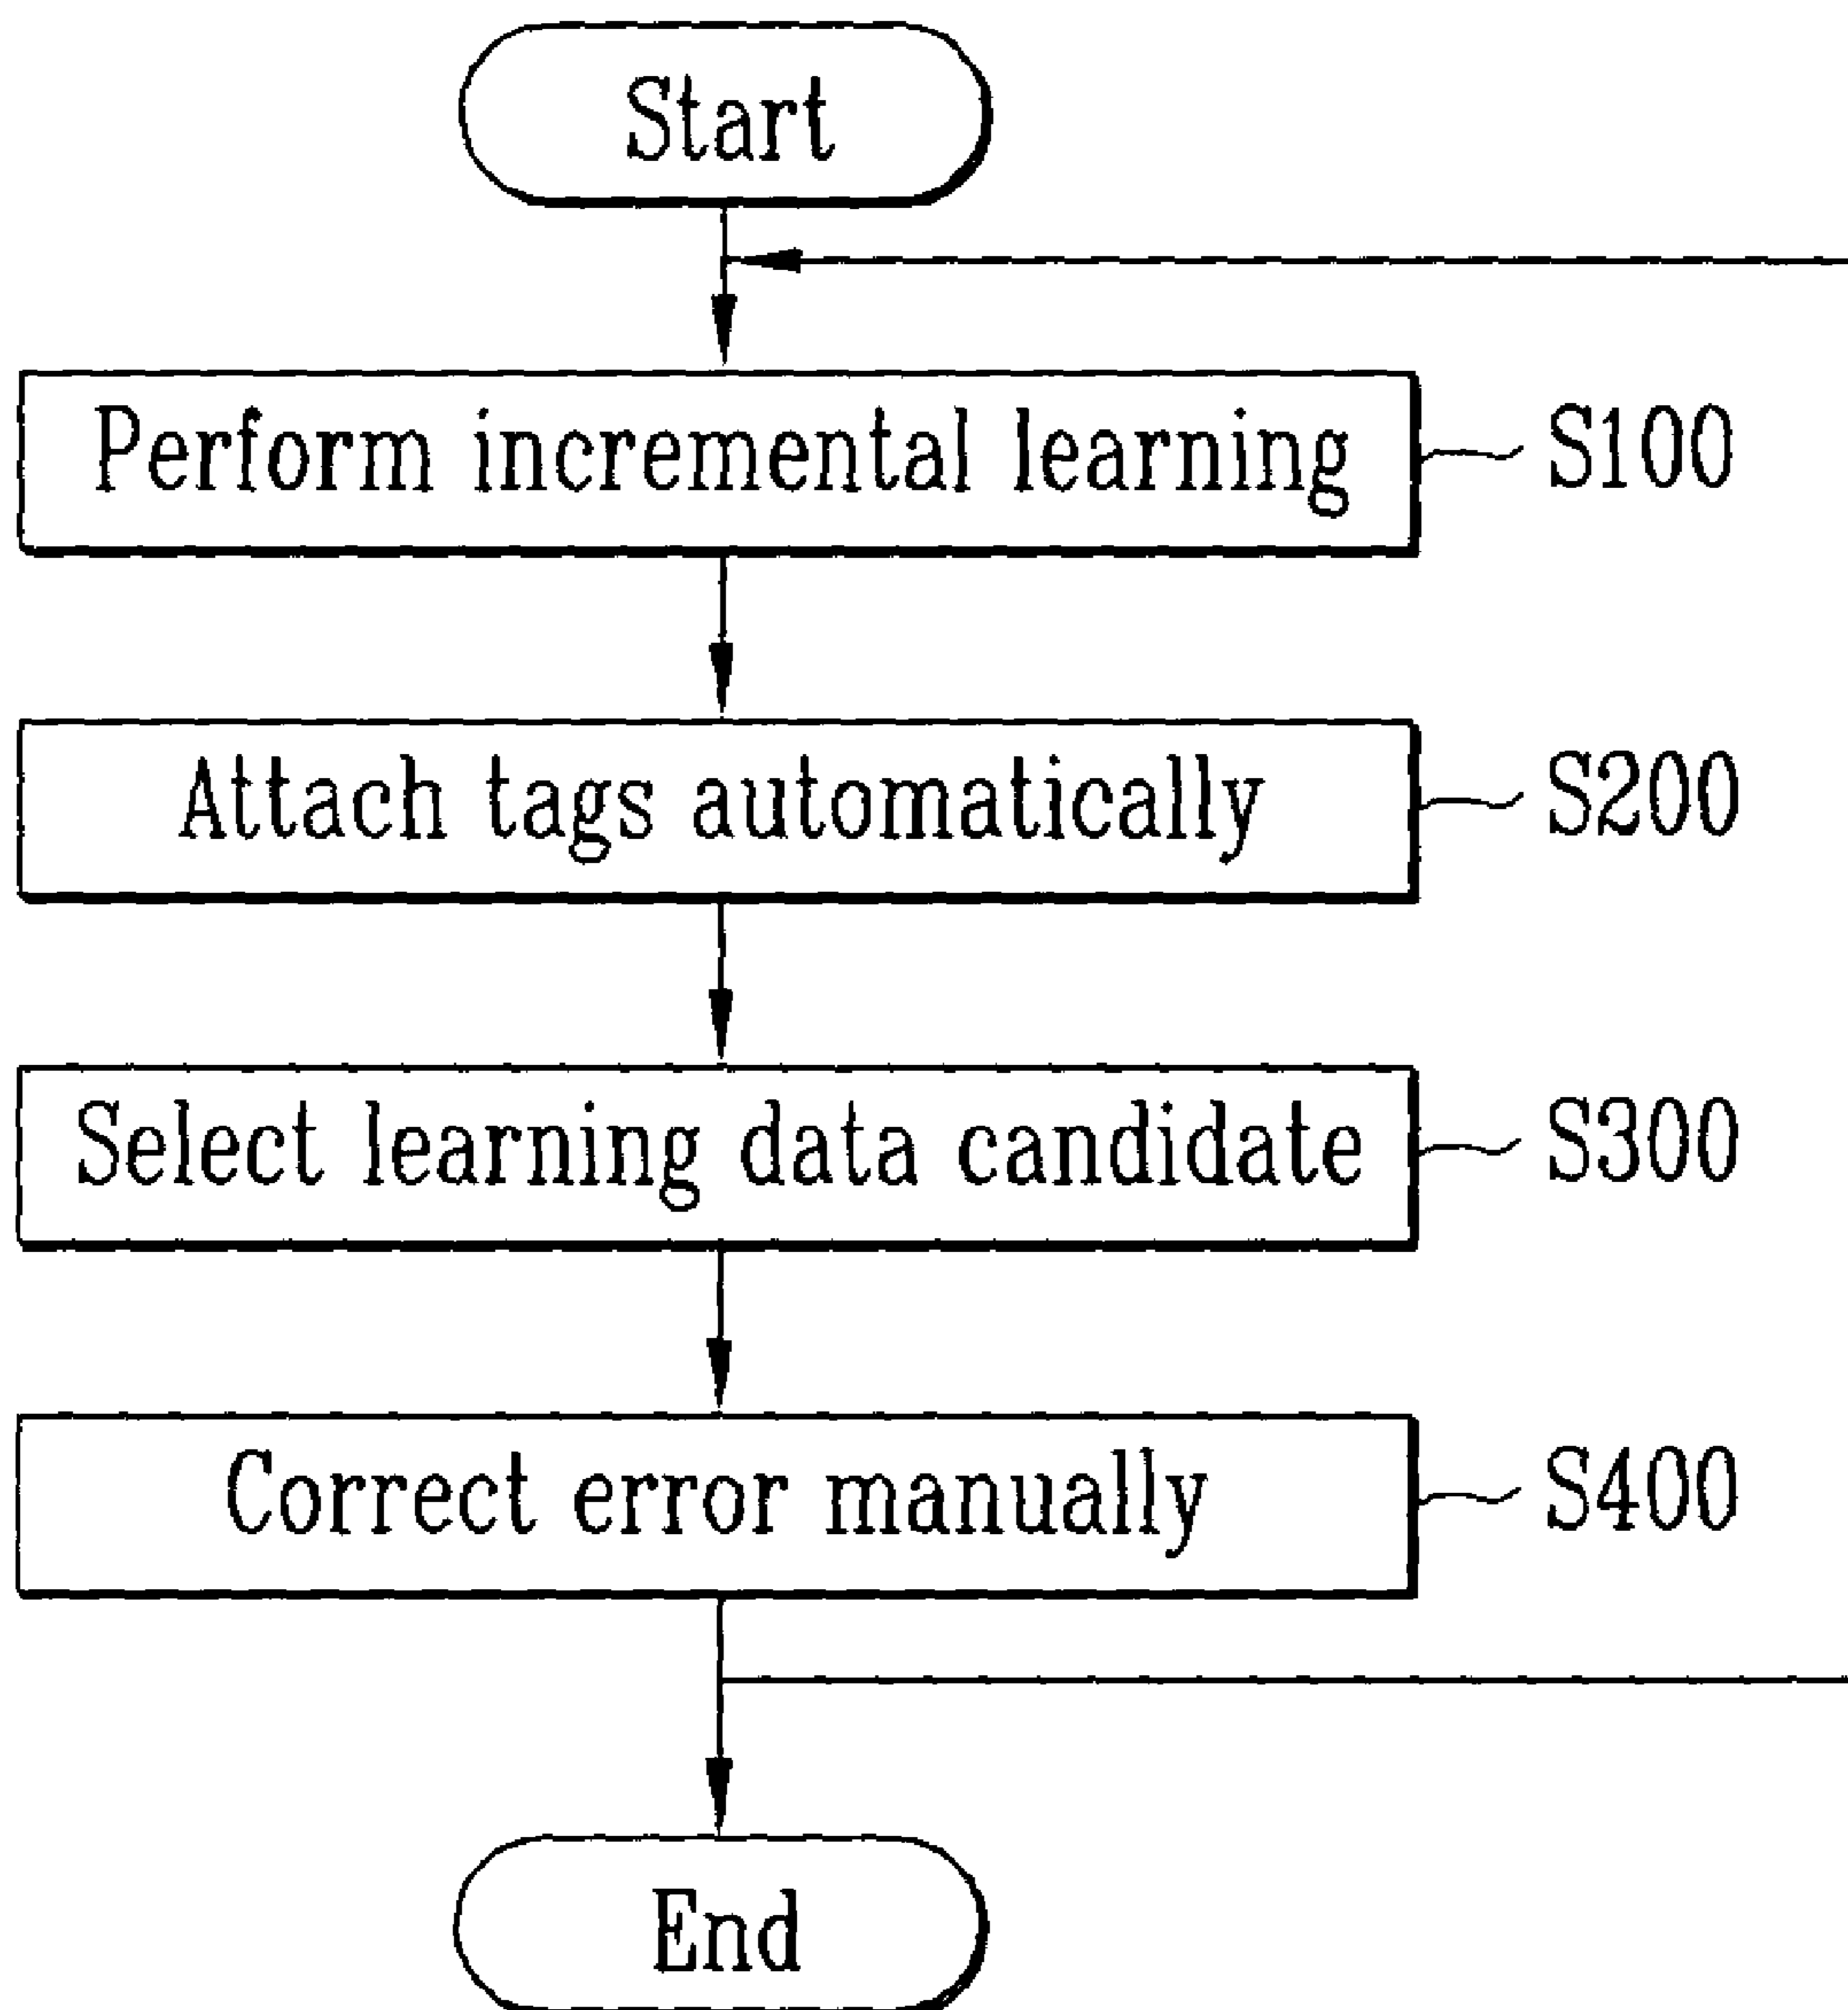 Start
Perform incremental learning
S100
Attach tags automatically
S200
Select learning data candidate
S300
Correct error manually
S400
End